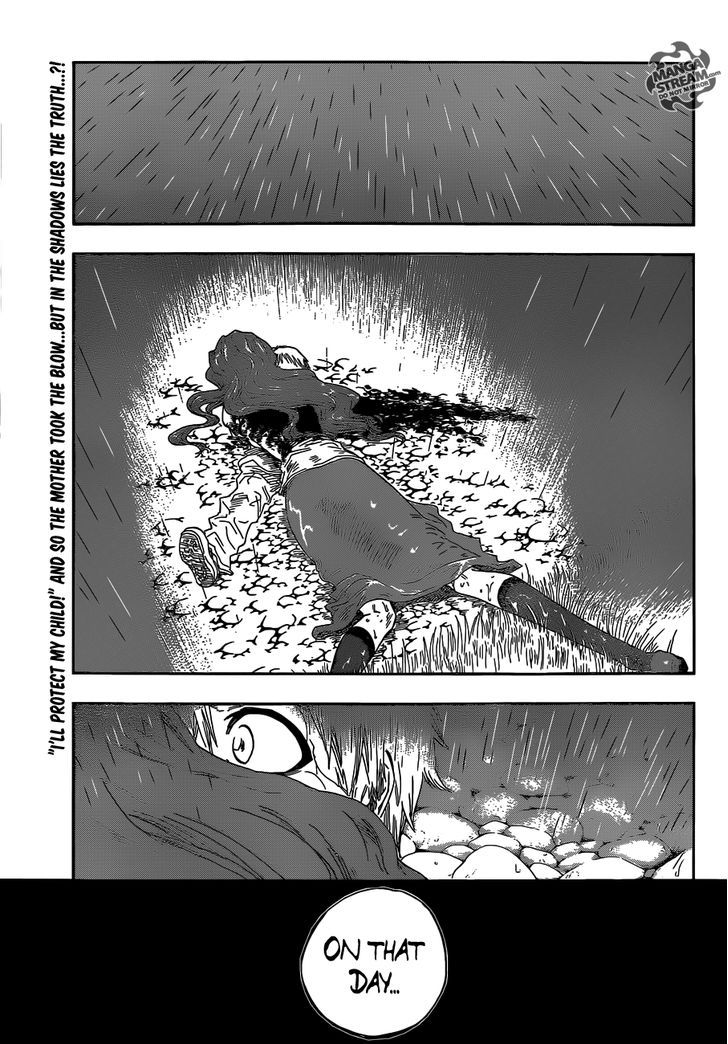 MANGA
STREAM.com
DO NOT MIRROR
"I'LL PROTECT MY CHILD!" AND SO THE MOTHER TOOK THE BLOW...BUT IN THE SHADOWS LIES THE TRUTH...?!
ON THAT
DAY...